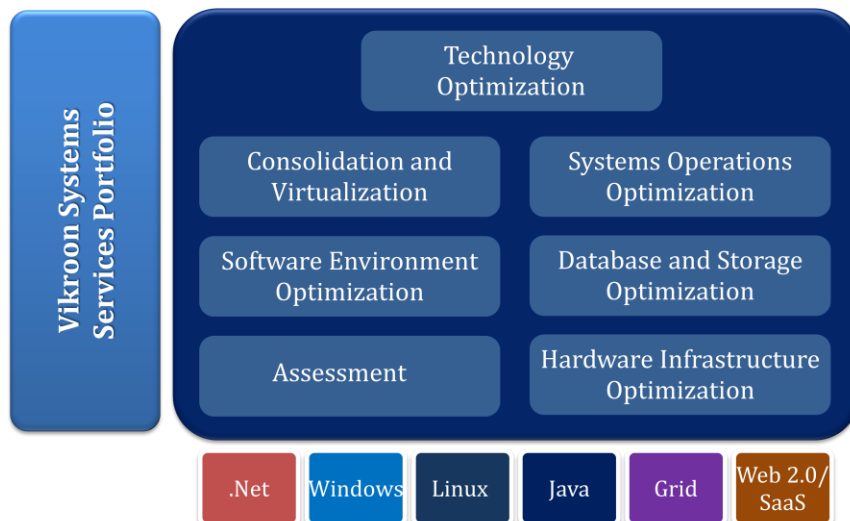 Vikroon Systems
Services Portfolio
Technology
Optimization
Consolidation and
Virtualization
Systems Operations
Optimization
Software Environment
Optimization
Database and Storage
Optimization
Assessment
Hardware Infrastructure
Optimization
.Net
Windows
Linux
Java
Grid
Web 2.0/
SaaS